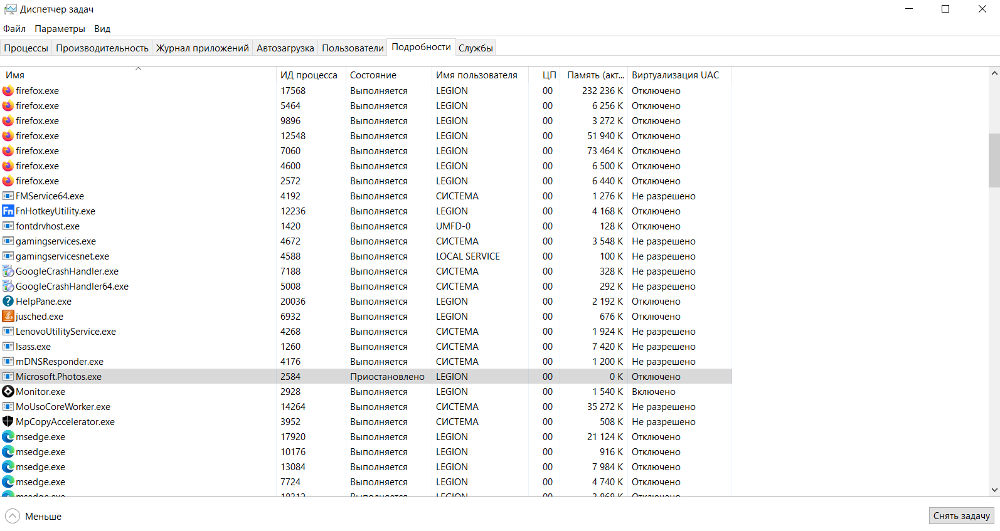 Диспетчер задач
Файл Параметры Вид
Процессы Производительность Журнал приложений Автозагрузка Пользователи Подробности Службы
Имя ИД процесса Состояние Имя пользователя ЦП Память (акт... Виртуализация UAC
firefox.exe 17568 Выполняется LEGION 00 232 236 K Отключено
firefox.exe 5464 Выполняется LEGION 00 6 256 K Отключено
firefox.exe 9896 Выполняется LEGION 00 3 272 K Отключено
firefox.exe 12548 Выполняется LEGION 00 51 940 K Отключено
firefox.exe 7060 Выполняется LEGION 00 73 464 K Отключено
firefox.exe 4600 Выполняется LEGION 00 6 500 K Отключено
firefox.exe 2572 Выполняется LEGION 00 6 440 K Отключено
FMService64.exe 4192 Выполняется СИСТЕМА 00 1 276 K Не разрешено
Fn FnHotkeyUtility.exe 12236 Выполняется LEGION 00 4 168 K Отключено
fontdrvhost.exe 1420 Выполняется UMFD-0 00 128 K Отключено
gamingservices.exe 4672 Выполняется СИСТЕМА 00 3 548 K Не разрешено
gamingservicesnet.exe 4588 Выполняется LOCAL SERVICE 00 100 K Не разрешено
GoogleCrashHandler.exe 7188 Выполняется СИСТЕМА 00 328 K Не разрешено
GoogleCrashHandler64.exe 5008 Выполняется СИСТЕМА 00 292 K Не разрешено
HelpPane.exe 20036 Выполняется LEGION 00 2 192 K Отключено
jusched.exe 6932 Выполняется LEGION 00 676 K Отключено
LenovoUtilityService.exe 4268 Выполняется СИСТЕМА 00 1 924 K Не разрешено
lsass.exe 1260 Выполняется СИСТЕМА 00 7 420 K Не разрешено
mDNSResponder.exe 4176 Выполняется СИСТЕМА 00 1 200 K Не разрешено
Microsoft.Photos.exe 2584 Приостановлено LEGION 00 0 K Отключено
Monitor.exe 2928 Выполняется LEGION 00 1 540 K Включено
MoUsoCoreWorker.exe 14264 Выполняется СИСТЕМА 00 35 272 K Не разрешено
MpCopyAccelerator.exe 3952 Выполняется СИСТЕМА 00 508 K Не разрешено
msedge.exe 17920 Выполняется LEGION 00 21 124 K Отключено
msedge.exe 10176 Выполняется LEGION 00 916 K Отключено
msedge.exe 13084 Выполняется LEGION 00 7 984 K Отключено
msedge.exe 7724 Выполняется LEGION 00 4 740 K Отключено
msedge.exe Выполняется LEGION 00 Отключено
Меньше Снять задачу